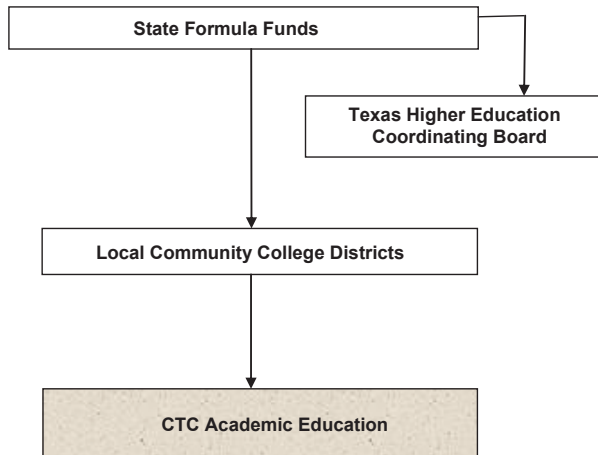 State Formula Funds
Texas Higher Education
Coordinating Board
Local Community College Districts
CTC Academic Education